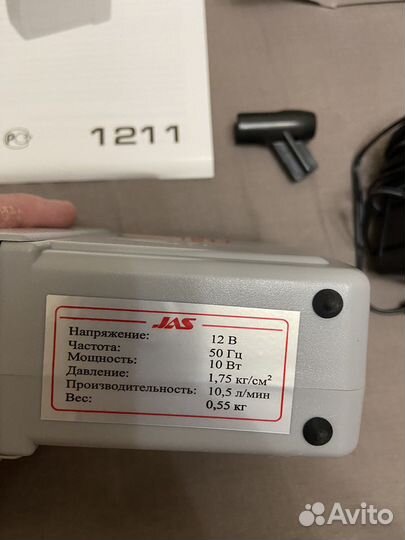 РСТ
1211
JAS
Напряжение: 12 В
Частота: 50 Гц
Мощность: 10 Вт
Давление: 1,75 кг/см²
Производительность: 10,5 л/мин
Вес: 0,55 кг
Avito